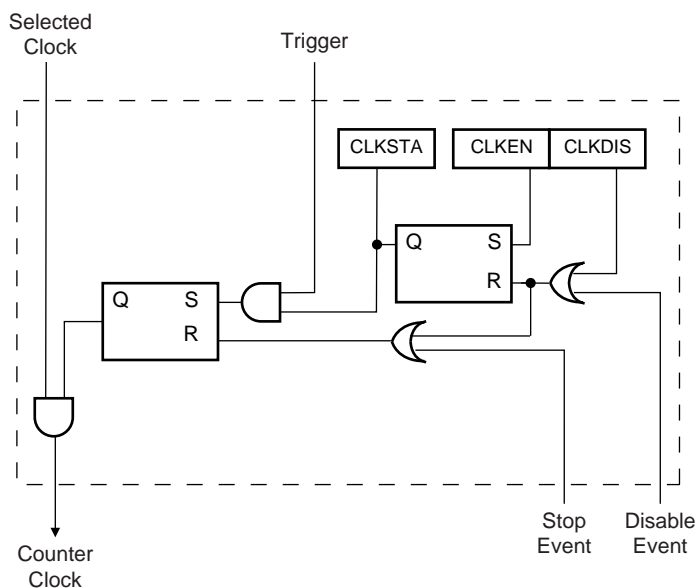 Selected
Clock
Trigger
CLKSTA
CLKEN
CLKDIS
Q
S
R
Q
S
R
Counter
Clock
Stop
Event
Disable
Event